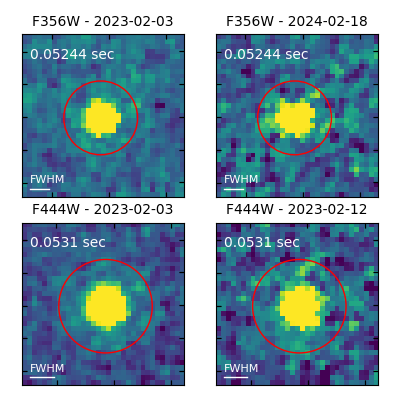 F356W - 2023-02-03
F356W - 2024-02-18
0.05244 sec
0.05244 sec
FWHM
FWHM
F444W - 2023-02-03
F444W - 2023-02-12
0.0531 sec
0.0531 sec
FWHM
FWHM